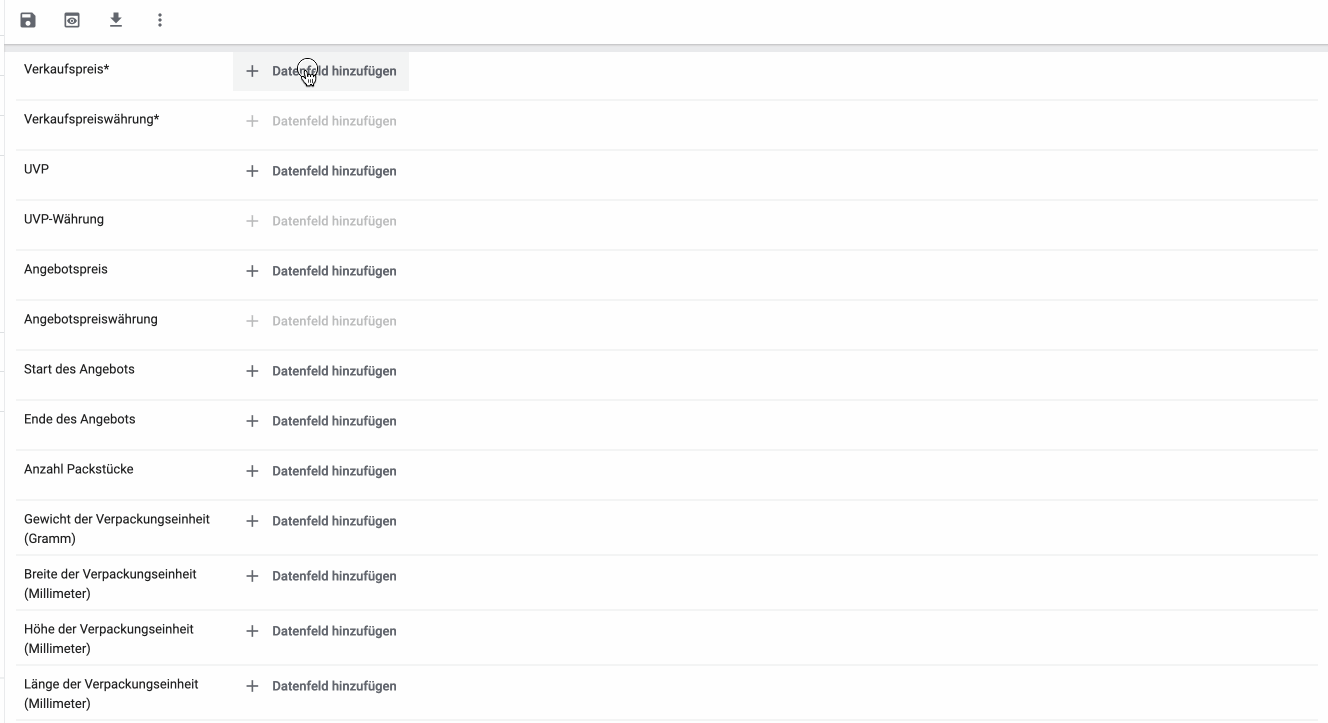 Verkaufspreis* Datenfeld hinzufügen
Verkaufspreiswährung* Datenfeld hinzufügen
UVP Datenfeld hinzufügen
UVP-Währung Datenfeld hinzufügen
Angebotspreis Datenfeld hinzufügen
Angebotspreiswährung Datenfeld hinzufügen
Start des Angebots Datenfeld hinzufügen
Ende des Angebots Datenfeld hinzufügen
Anzahl Packstücke Datenfeld hinzufügen
Gewicht der Verpackungseinheit Datenfeld hinzufügen
(Gramm)
Breite der Verpackungseinheit Datenfeld hinzufügen
(Millimeter)
Höhe der Verpackungseinheit Datenfeld hinzufügen
(Millimeter)
Länge der Verpackungseinheit Datenfeld hinzufügen
(Millimeter)